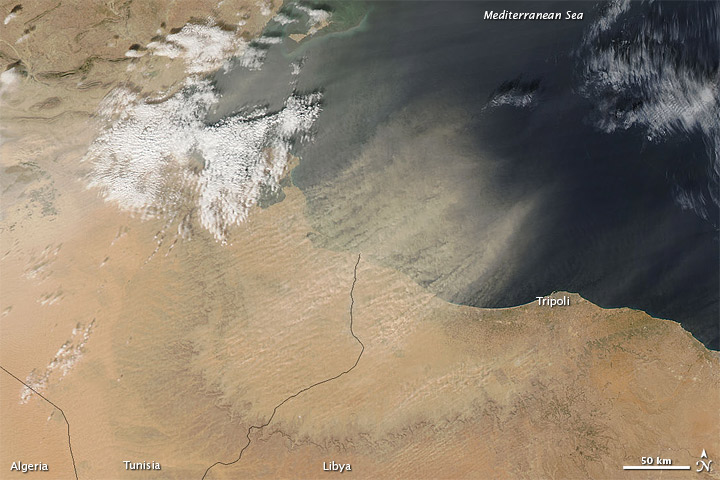 Mediterranean Sea
Tripoli
Algeria
Tunisia
Libya
50 km
N